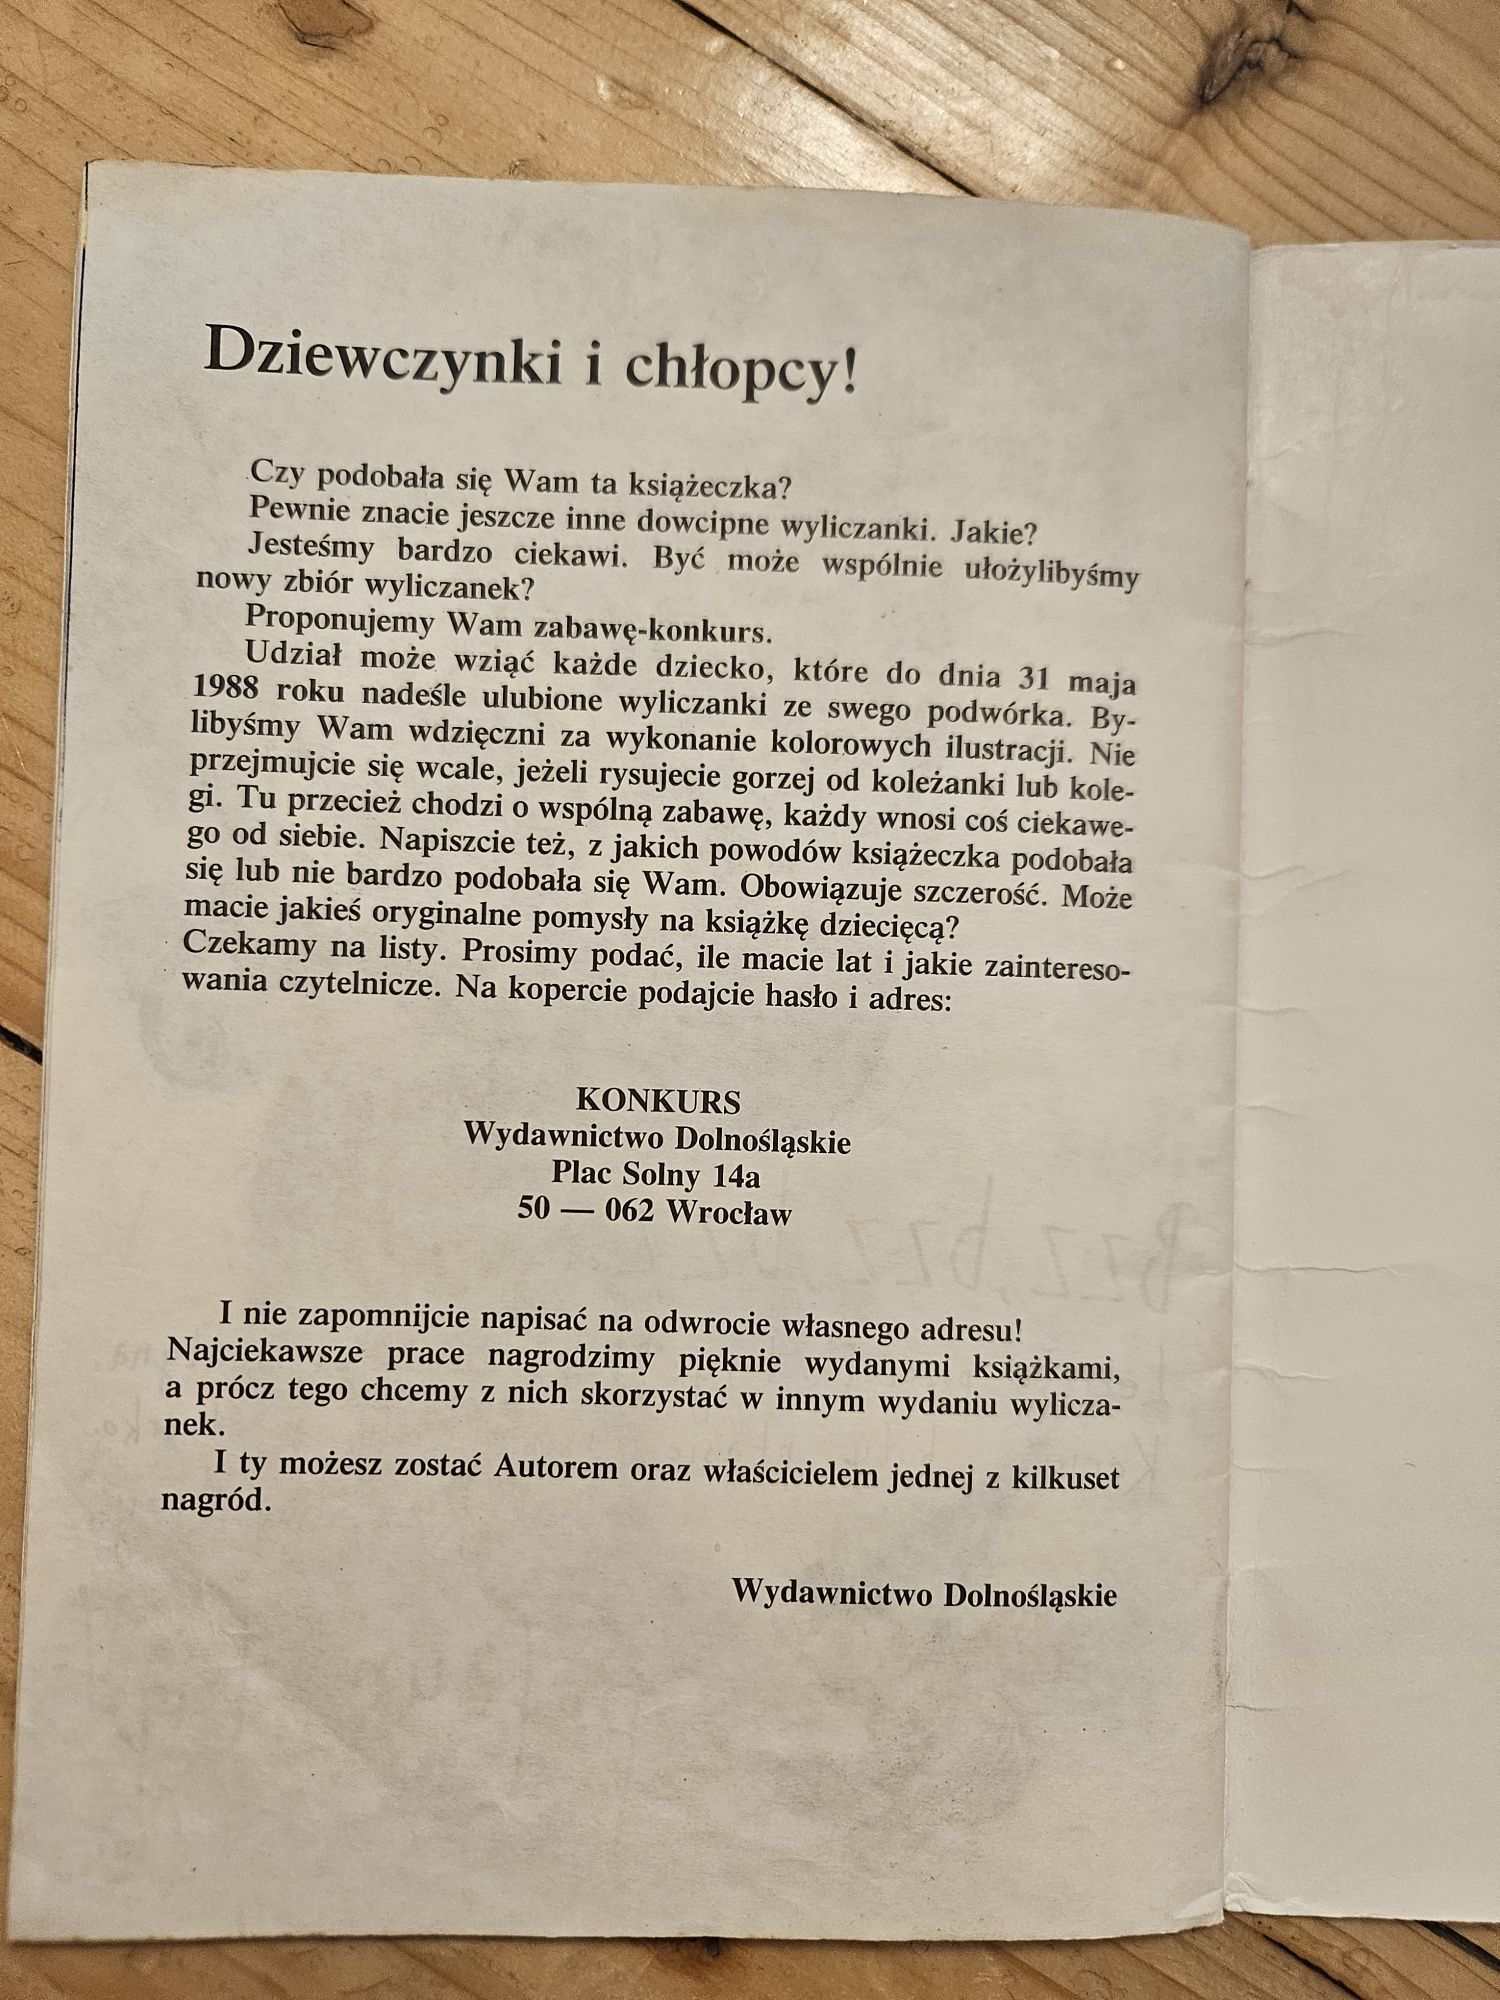 Dziewczynki i chłopcy!
Czy podobała się Wam ta książeczka?
Pewnie znacie jeszcze inne dowcipne wyliczanki. Jakie?
Jesteśmy bardzo ciekawi. Być może wspólnie ułożylibyśmy
nowy zbiór wyliczanek?
Proponujemy Wam zabawę-konkurs.
Udział może wziąć każde dziecko, które do dnia 31 maja
1988 roku nadeśle ulubione wyliczanki ze swego podwórka. By-
libyśmy Wam wdzięczni za wykonanie kolorowych ilustracji. Nie
przejmujcie się wcale, jeżeli rysujecie gorzej od koleżanki lub kole-
gi. Tu przecież chodzi o wspólną zabawę, każdy wnosi coś ciekawe-
go od siebie. Napiszcie też, z jakich powodów książeczka podobała
się lub nie bardzo podobała się Wam. Obowiązuje szczerość. Może
macie jakieś oryginalne pomysły na książkę dziecięcą?
Czekamy na listy. Prosimy podać, ile macie lat i jakie zaintereso-
wania czytelnicze. Na kopercie podajcie hasło i adres:
KONKURS
Wydawnictwo Dolnośląskie
Plac Solny 14a
50 — 062 Wrocław
I nie zapomnijcie napisać na odwrocie własnego adresu!
Najciekawsze prace nagrodzimy pięknie wydanymi książkami,
a prócz tego chcemy z nich skorzystać w innym wydaniu wylicza-
nek.
I ty możesz zostać Autorem oraz właścicielem jednej z kilkuset
nagród.
Wydawnictwo Dolnośląskie